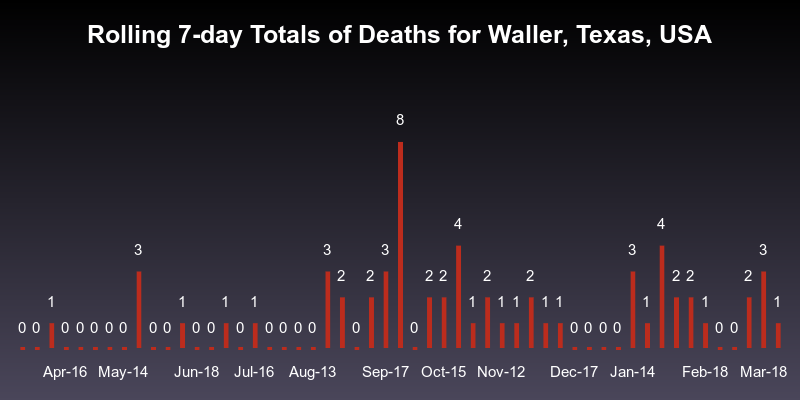 Rolling 7-day Totals of Deaths for Waller, Texas, USA
8
4 4
3 3 3 3 3
2 2 2 2 2 2 2 2 2
1 1 1 1 1 1 1 1 1 1 1 1
0 0 0 0 0 0 0 0 0 0 0 0 0 0 0 0 0 0 0 0 0 0 0 0
Apr-16 May-14 Jun-18 Jul-16 Aug-13 Sep-17 Oct-15 Nov-12 Dec-17 Jan-14 Feb-18 Mar-18